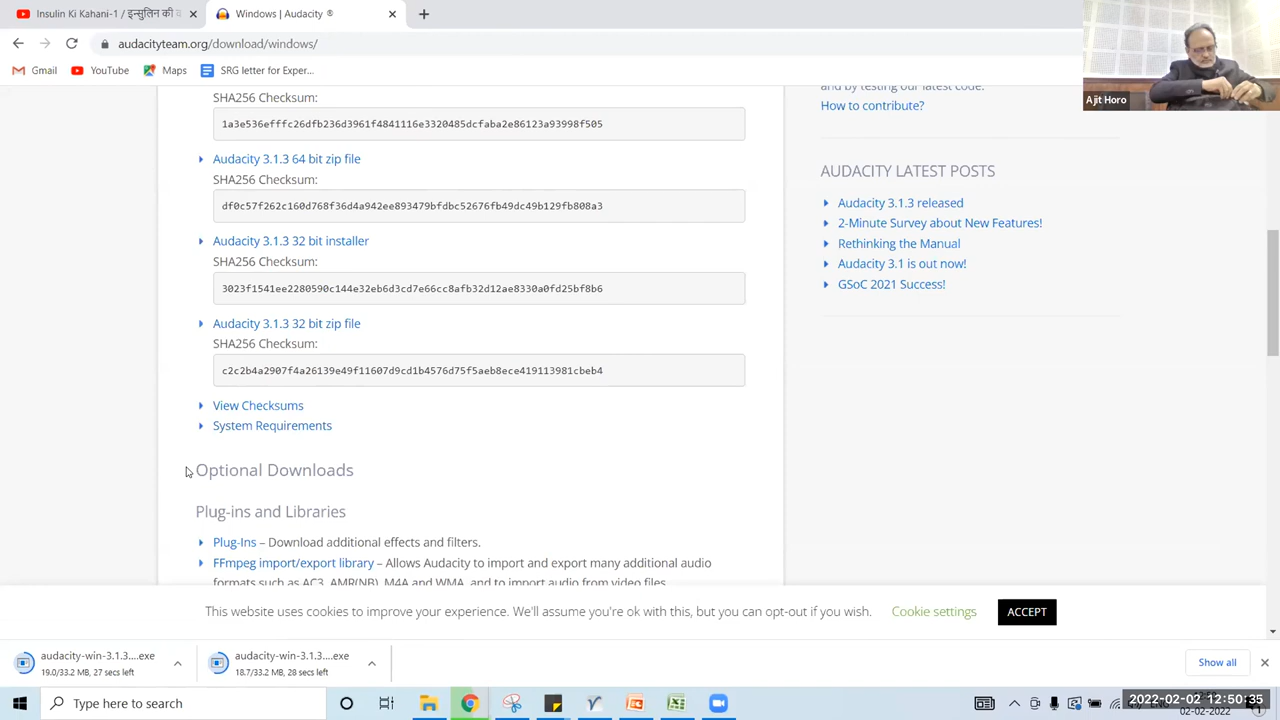 Insulin Ki Kahani-1 / इन्सुलिन की क
Windows | Audacity ®
audacityteam.org/download/windows/
Gmail
YouTube
Maps
SRG letter for Exper...
Ajit Horo
SHA256 Checksum:
1a3e536efffc26dfb236d3961f4841116e3320485dcfaba2e86123a93998f505
Audacity 3.1.3 64 bit zip file
SHA256 Checksum:
df0c57f262c160d768f36d4a942ee893479bfdbc52676fb49dc49b129fb808a3
Audacity 3.1.3 32 bit installer
SHA256 Checksum:
3023f1541ee2280590c144e32eb6d3cd7e66cc8afb32d12ae8330a0fd25bf8b6
Audacity 3.1.3 32 bit zip file
SHA256 Checksum:
c2c2b4a2907f4a26139e49f11607d9cd1b4576d75f5aeb8ece419113981cbeb4
View Checksums
System Requirements
Optional Downloads
Plug-ins and Libraries
Plug-Ins – Download additional effects and filters.
FFmpeg import/export library – Allows Audacity to import and export many additional audio
formats such as AC3, AMR(NB), M4A and WMA, and to import audio from video files.
and by testing our latest code.
How to contribute?
AUDACITY LATEST POSTS
Audacity 3.1.3 released
2-Minute Survey about New Features!
Rethinking the Manual
Audacity 3.1 is out now!
GSoC 2021 Success!
This website uses cookies to improve your experience. We'll assume you're ok with this, but you can opt-out if you wish.
Cookie settings
ACCEPT
audacity-win-3.1.3....exe
19.0/33.2 MB, 27 secs left
audacity-win-3.1.3....exe
18.7/33.2 MB, 28 secs left
Show all
Type here to search
2022-02-02 12:50:35
02-02-2022